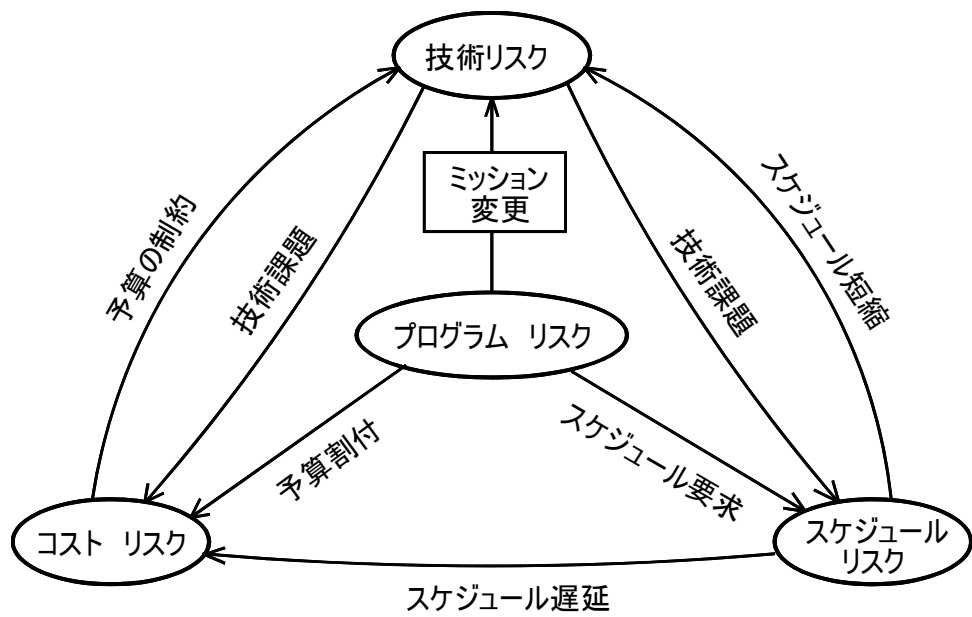 技術リスク
ミッション
変更
予算の制約
技術課題
技術課題
スケジュール短縮
プログラム リスク
予算割付
スケジュール要求
コスト リスク
スケジュール
リスク
スケジュール遅延